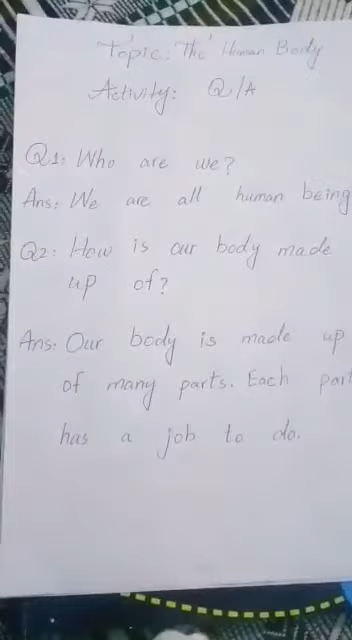 Topic: The Human Body
Activity: Q/A
Q1: Who are we?
Ans: We are all human being
Q2: How is our body made
up of?
Ans: Our body is made up
of many parts. Each part
has a job to do.